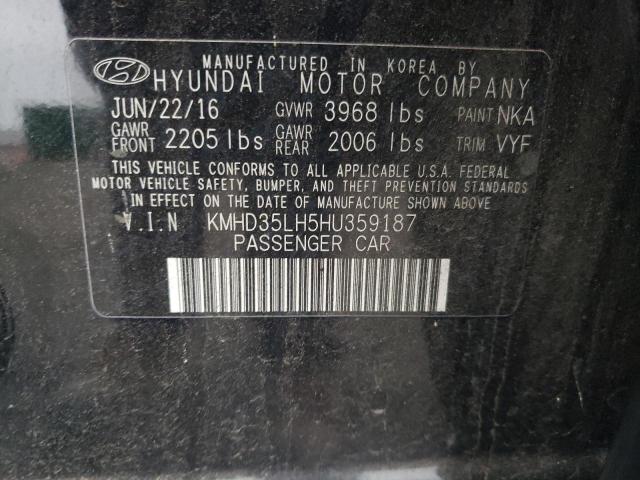 MANUFACTURED IN KOREA BY
HYUNDAI MOTOR COMPANY
JUN/22/16 GVWR 3968 lbs PAINT NKA
GAWR FRONT 2205 lbs GAWR REAR 2006 lbs TRIM VYF
THIS VEHICLE CONFORMS TO ALL APPLICABLE U.S.A. FEDERAL
MOTOR VEHICLE SAFETY, BUMPER, AND THEFT PREVENTION STANDARDS
IN EFFECT ON THE DATE OF MANUFACTURE SHOWN ABOVE
V.I.N KMHD35LH5HU359187
PASSENGER CAR